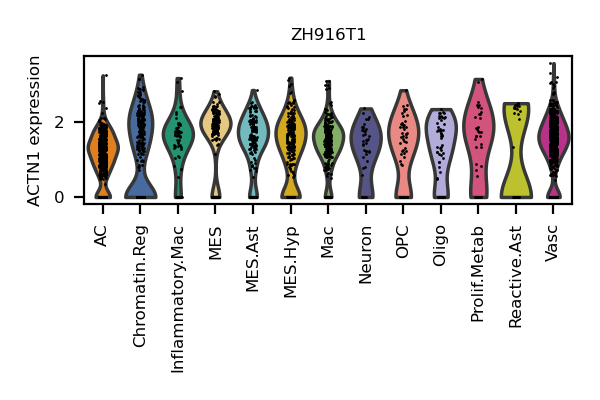 ZH916T1
ACTN1 expression
2
0
AC
Chromatin.Reg
Inflammatory.Mac
MES
MES.Ast
MES.Hyp
Mac
Neuron
OPC
Oligo
Prolif.Metab
Reactive.Ast
Vasc